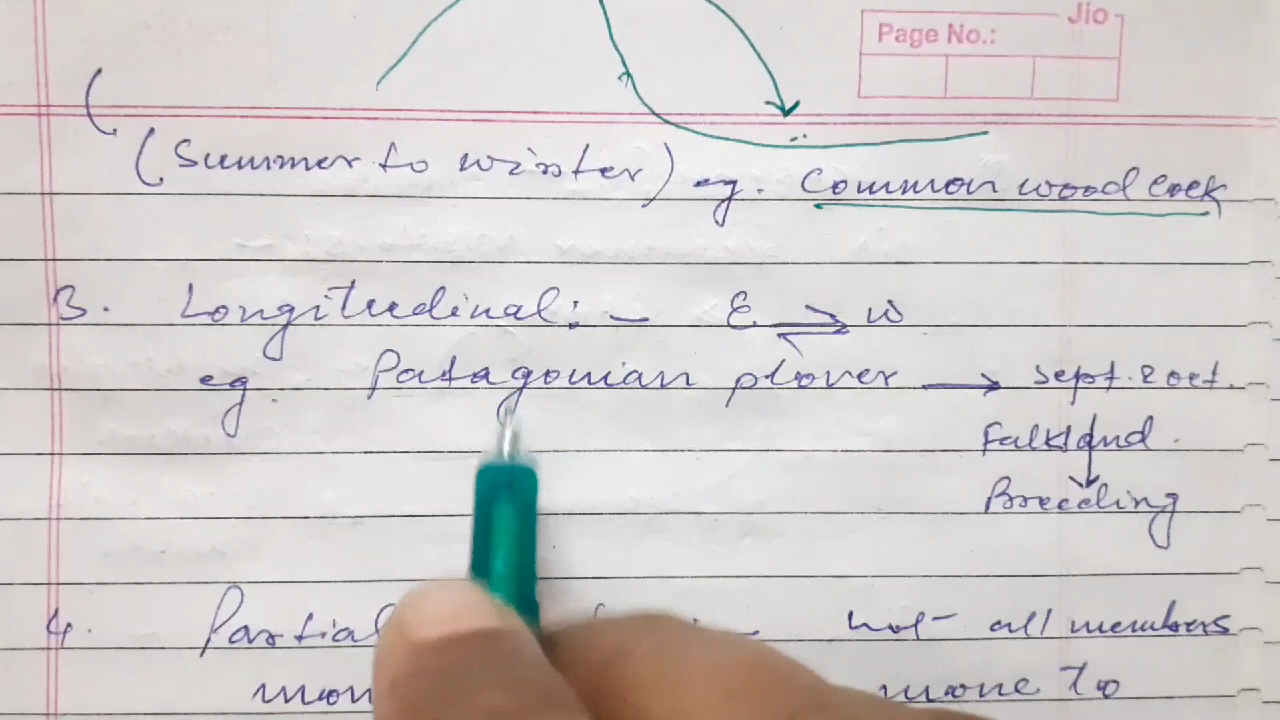 Jio
Page No.:
(Summer to winter) eg. Common wood cock
3. Longitudinal:- E ⇌ W
eg. Patagonian plover → Sept. & Oct.
Falkland.
↓
Breeding
4. Partial - not all members
move to